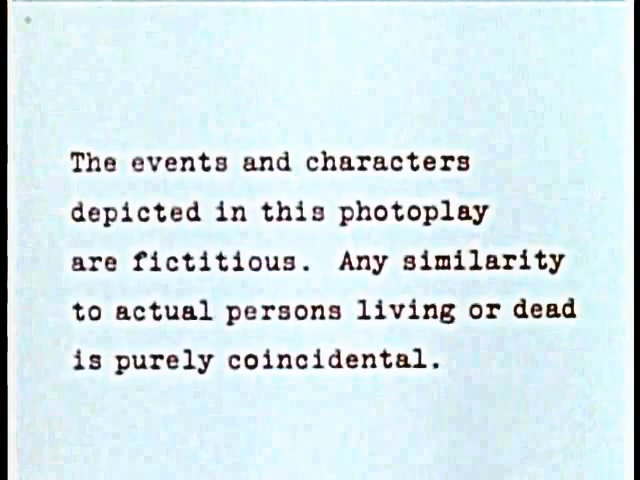 The events and characters
depicted in this photoplay
are fictitious. Any similarity
to actual persons living or dead
is purely coincidental.